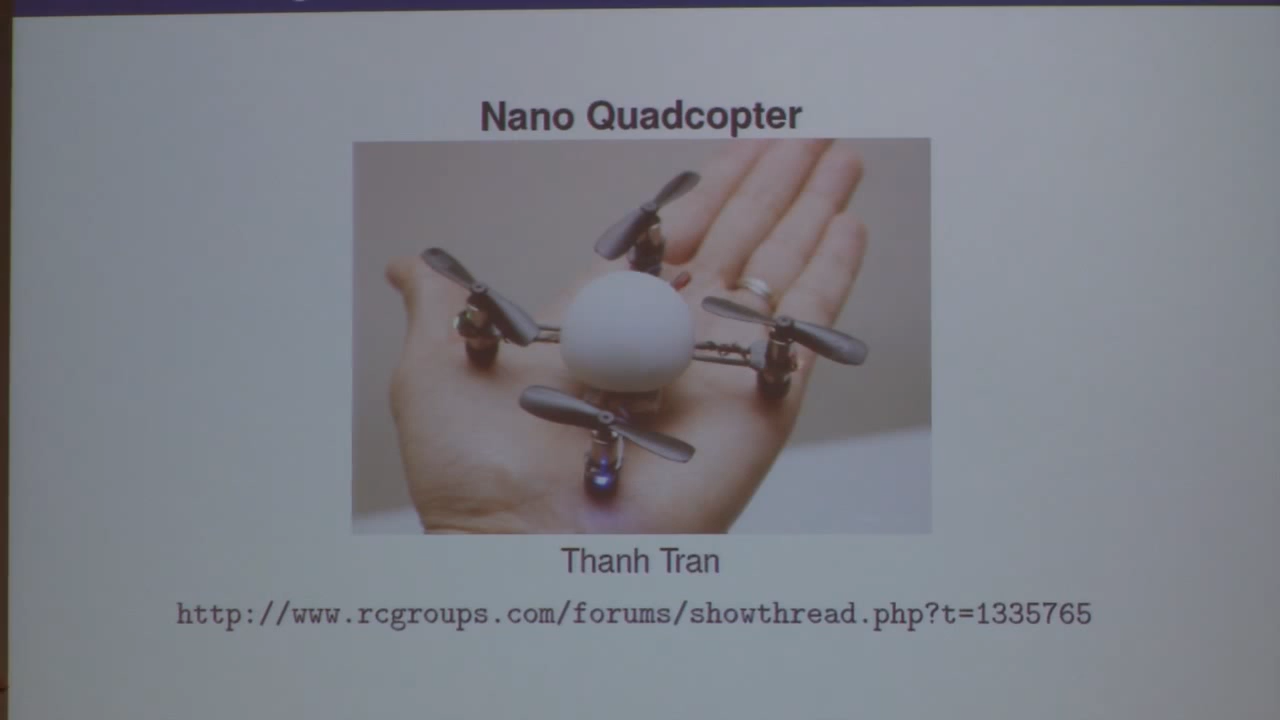 Nano Quadcopter
Thanh Tran
http://www.rcgroups.com/forums/showthread.php?t=1335765